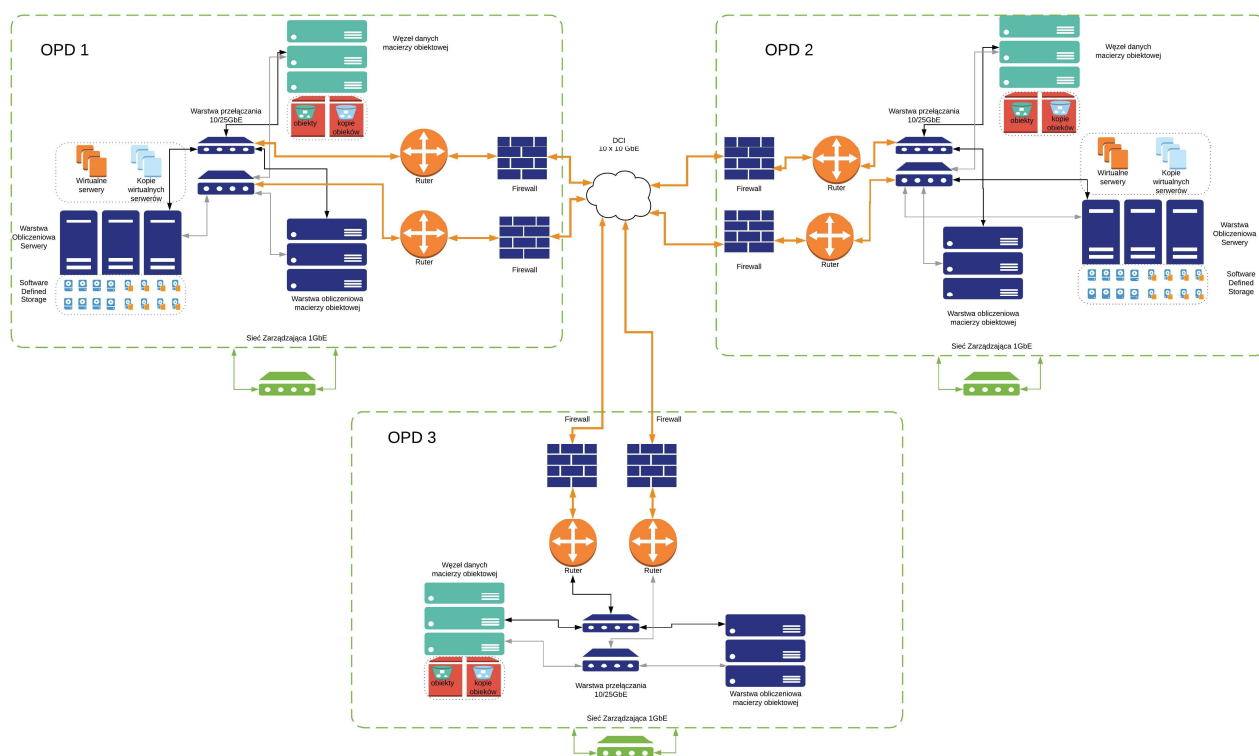 OPD 1
Węzeł danych
macierzy obiektowej
Warstwa przełączania
10/25GbE
obiekty
kopie
obieków
Wirtualne
serwery
Kopie
wirtualnych
serwerów
Ruter
Firewall
Ruter
Firewall
Warstwa
Obliczeniowa
Serwery
Software
Defined
Storage
Warstwa obliczeniowa
macierzy obiektowej
Sieć Zarządzająca 1GbE
DCI
10 x 10 GbE
OPD 2
Węzeł danych
macierzy obiektowej
Warstwa przełączania
10/25GbE
obiekty
kopie
obieków
Firewall
Ruter
Firewall
Ruter
Wirtualne
serwery
Kopie
wirtualnych
serwerów
Warstwa
Obliczeniowa
Serwery
Software
Defined
Storage
Warstwa obliczeniowa
macierzy obiektowej
Sieć Zarządzająca 1GbE
OPD 3
Firewall
Firewall
Ruter
Ruter
Węzeł danych
macierzy obiektowej
obiekty
kopie
obieków
Warstwa przełączania
10/25GbE
Warstwa obliczeniowa
macierzy obiektowej
Sieć Zarządzająca 1GbE